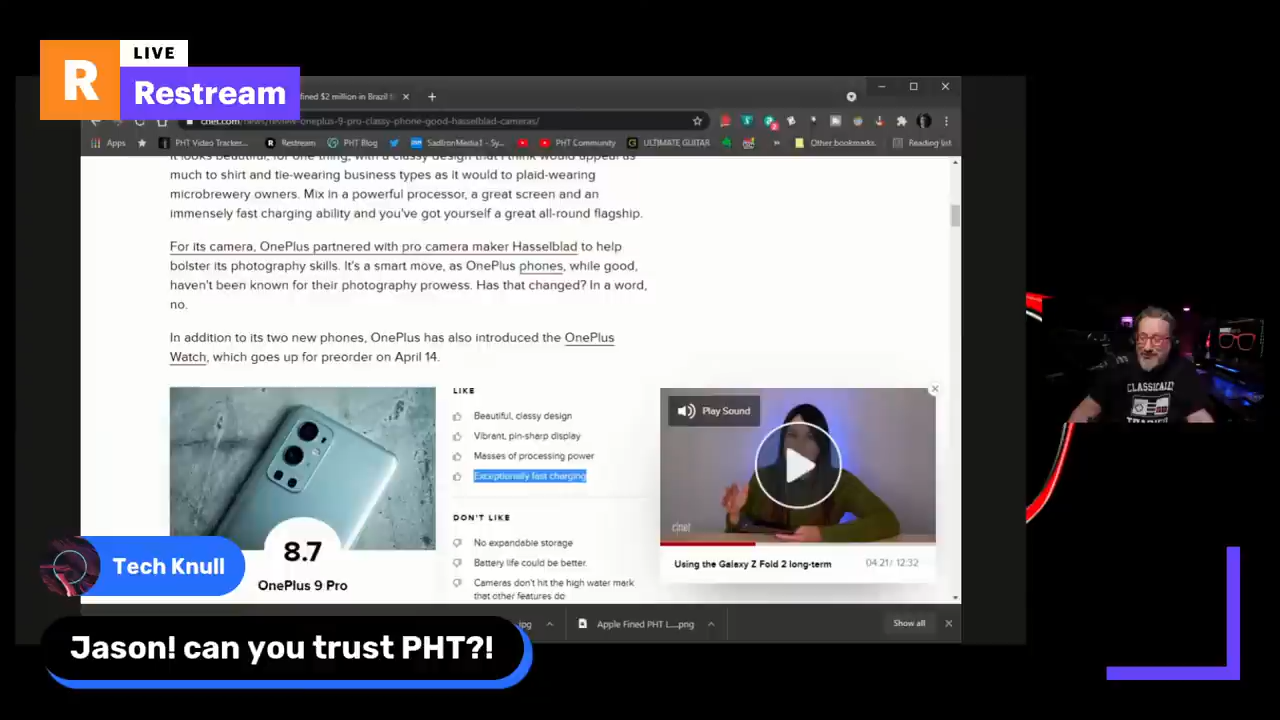 R
LIVE
Restream
fined $2 million in Brazil
cnet.com/news/review-oneplus-9-pro-classy-phone-good-hasselblad-cameras/
Apps
PHT Video Tracker...
Restream
PHT Blog
SadIronMedia1 - Sy...
PHT Community
ULTIMATE GUITAR
Other bookmarks
Reading list
It looks beautiful, for one thing, with a classy design that I think would appeal as
much to shirt and tie-wearing business types as it would to plaid-wearing
microbrewery owners. Mix in a powerful processor, a great screen and an
immensely fast charging ability and you've got yourself a great all-round flagship.
For its camera, OnePlus partnered with pro camera maker Hasselblad to help
bolster its photography skills. It's a smart move, as OnePlus phones, while good,
haven't been known for their photography prowess. Has that changed? In a word,
no.
In addition to its two new phones, OnePlus has also introduced the OnePlus
Watch, which goes up for preorder on April 14.
LIKE
Beautiful, classy design
Vibrant, pin-sharp display
Masses of processing power
Exceptionally fast charging
DON'T LIKE
No expandable storage
Battery life could be better.
Cameras don't hit the high water mark
that other features do
8.7
OnePlus 9 Pro
Play Sound
cnet
Using the Galaxy Z Fold 2 long-term
04:21 / 12:32
CLASSICALLY
TRAINED
.jpg
Apple Fined PHT L....png
Show all
Tech Knull
Jason! can you trust PHT?!